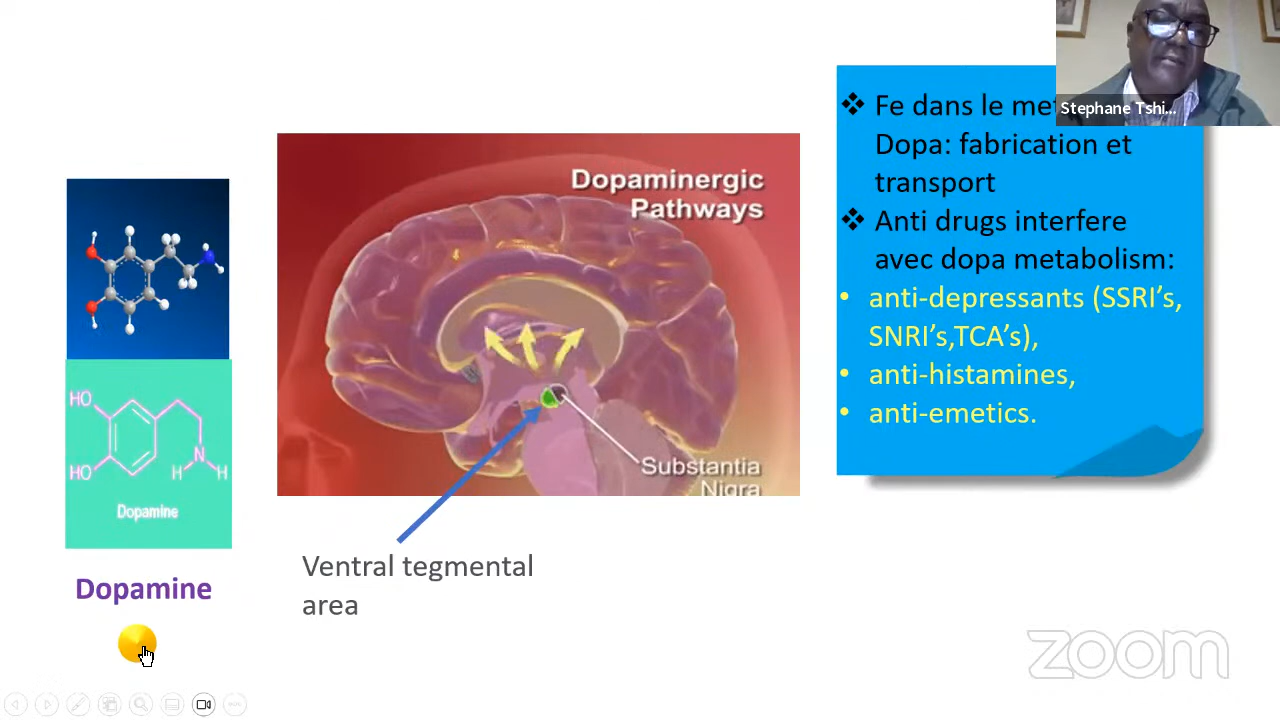 Stephane Tshi...
❖ Fe dans le
Dopa: fabrication et
transport
❖ Anti drugs interfere
avec dopa metabolism:
• anti-depressants (SSRI’s,
SNRI’s,TCA’s),
• anti-histamines,
• anti-emetics.
Dopaminergic
Pathways
Substantia
Nigra
Ventral tegmental
area
HO
HO
N
H H
Dopamine
Dopamine
zoom